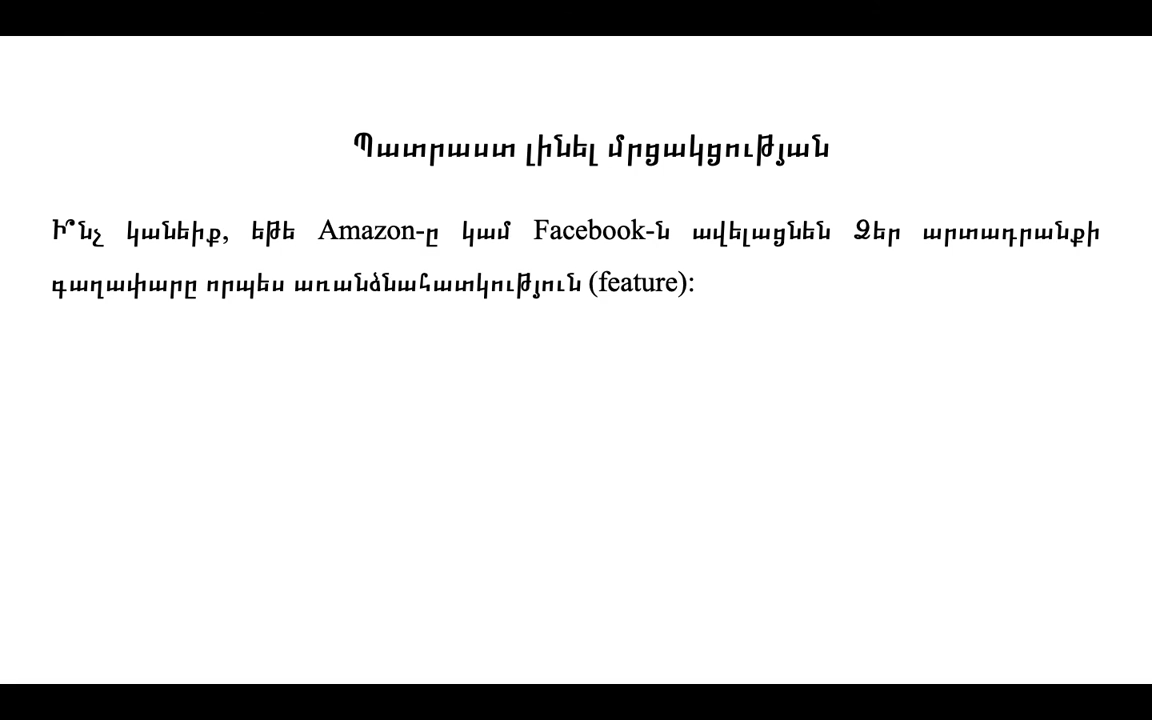 Պատրաստ լինել մրցակցության
Ի՞նչ կանեիք, եթե Amazon-ը կամ Facebook-ն ավելացնեն Ձեր արտադրանքի
գաղափարը որպես առանձնահատկություն (feature):